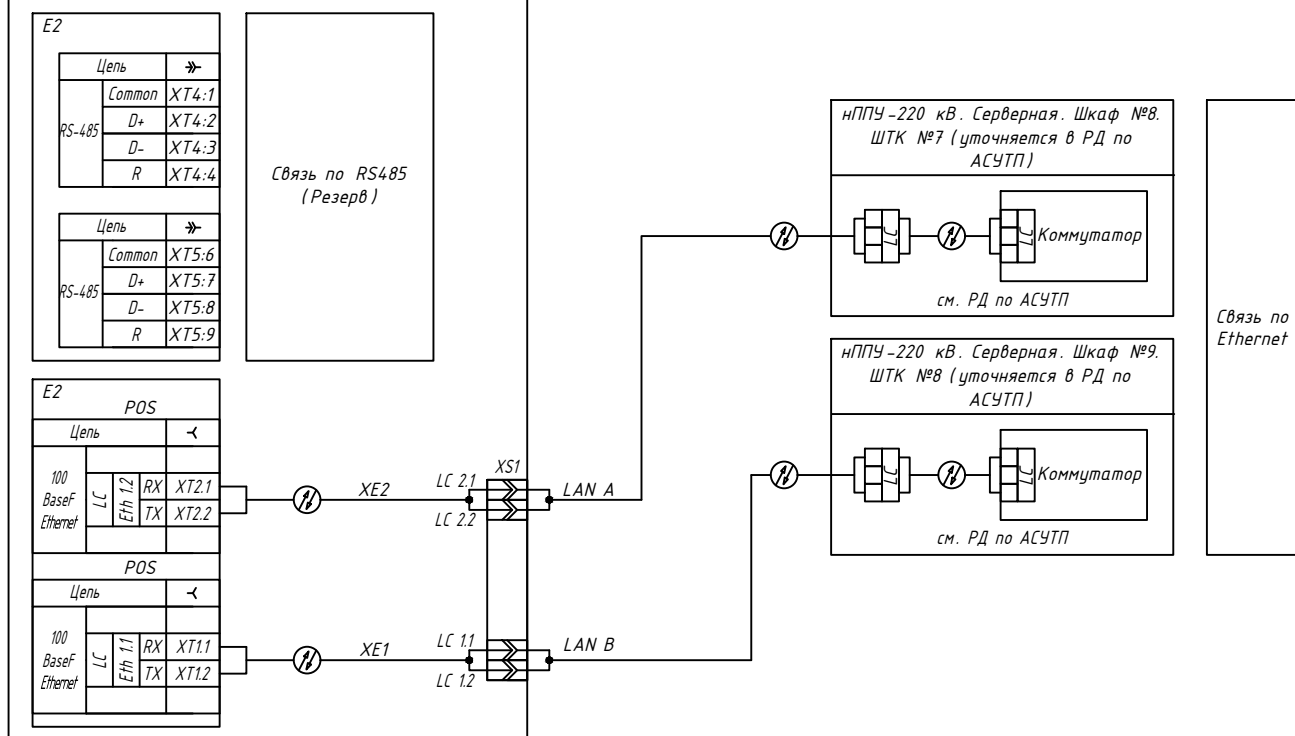 E2
Цепь
RS-485
Common XT4:1
D+ XT4:2
D- XT4:3
R XT4:4
Цепь
RS-485
Common XT5:6
D+ XT5:7
D- XT5:8
R XT5:9
Связь по RS485
(Резерв)
E2
POS
Цепь
100
BaseF
Ethernet
LC
Eth 1.2
RX XT2.1
TX XT2.2
POS
Цепь
100
BaseF
Ethernet
LC
Eth 1.1
RX XT1.1
TX XT1.2
XE2
LC 2.1
LC 2.2
XS1
LAN A
XE1
LC 1.1
LC 1.2
LAN B
нППУ-220 кВ. Серверная. Шкаф №8.
ШТК №7 (уточняется в РД по
АСУТП)
LC
LC
Коммутатор
см. РД по АСУТП
нППУ-220 кВ. Серверная. Шкаф №9.
ШТК №8 (уточняется в РД по
АСУТП)
LC
LC
Коммутатор
см. РД по АСУТП
Связь по
Ethernet